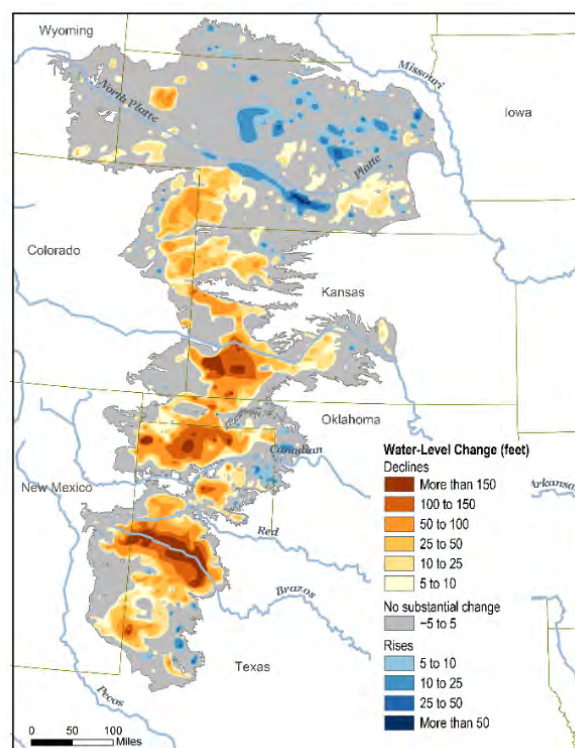 Wyoming
Missouri
North Platte
Iowa
Platte
Colorado
Kansas
Oklahoma
Canadian
New Mexico
Red
Brazos
Texas
Pecos
Arkansas
Water-Level Change (feet)
Declines
More than 150
100 to 150
50 to 100
25 to 50
10 to 25
5 to 10
No substantial change
−5 to 5
Rises
5 to 10
10 to 25
25 to 50
More than 50
0 50 100
Miles